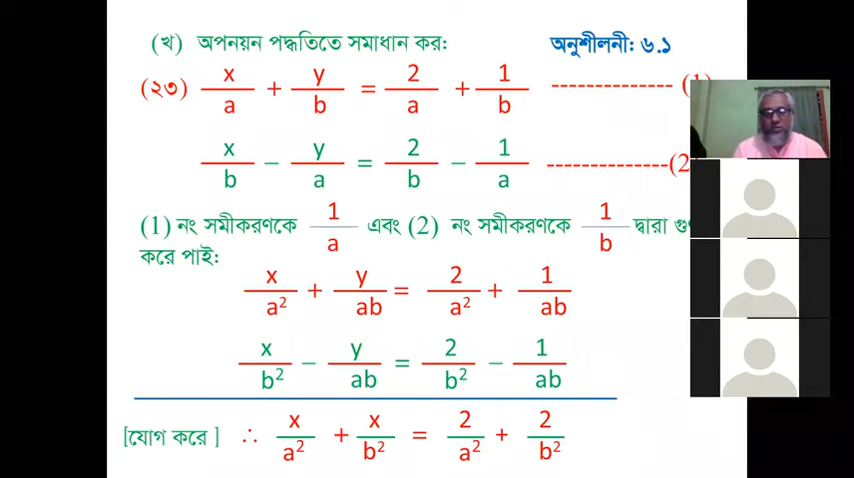 (খ) অপনয়ন পদ্ধতিতে সমাধান কর: অনুশীলনী: ৬.১
(২৩) x/a + y/b = 2/a + 1/b -------------- (1)
x/b − y/a = 2/b − 1/a --------------(2
(1) নং সমীকরণকে 1/a এবং (2) নং সমীকরণকে 1/b দ্বারা গু
করে পাই:
x/a² + y/ab = 2/a² + 1/ab
x/b² − y/ab = 2/b² − 1/ab
[যোগ করে ] ∴ x/a² + x/b² = 2/a² + 2/b²